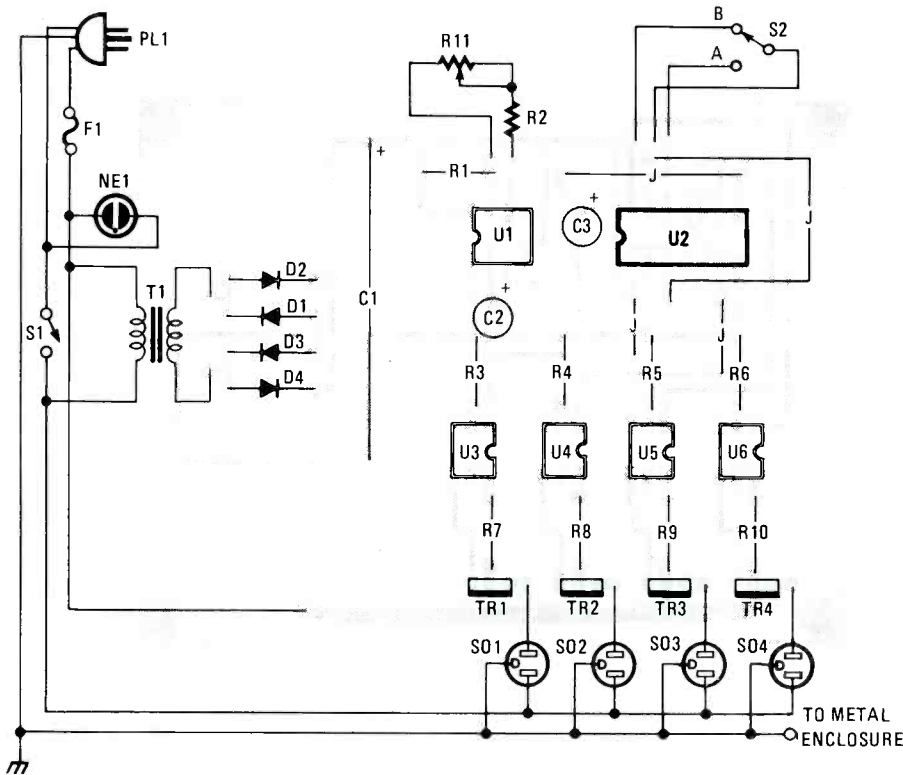 PL1
B
S2
A
R11
R2
F1
+
NE1
R1
J
J
U1
+
C3
U2
D2
T1
D1
C1
+
C2
J
J
S1
D3
D4
R3
R4
R5
R6
U3
U4
U5
U6
R7
R8
R9
R10
TR1
TR2
TR3
TR4
SO1
SO2
SO3
SO4
TO METAL
ENCLOSURE